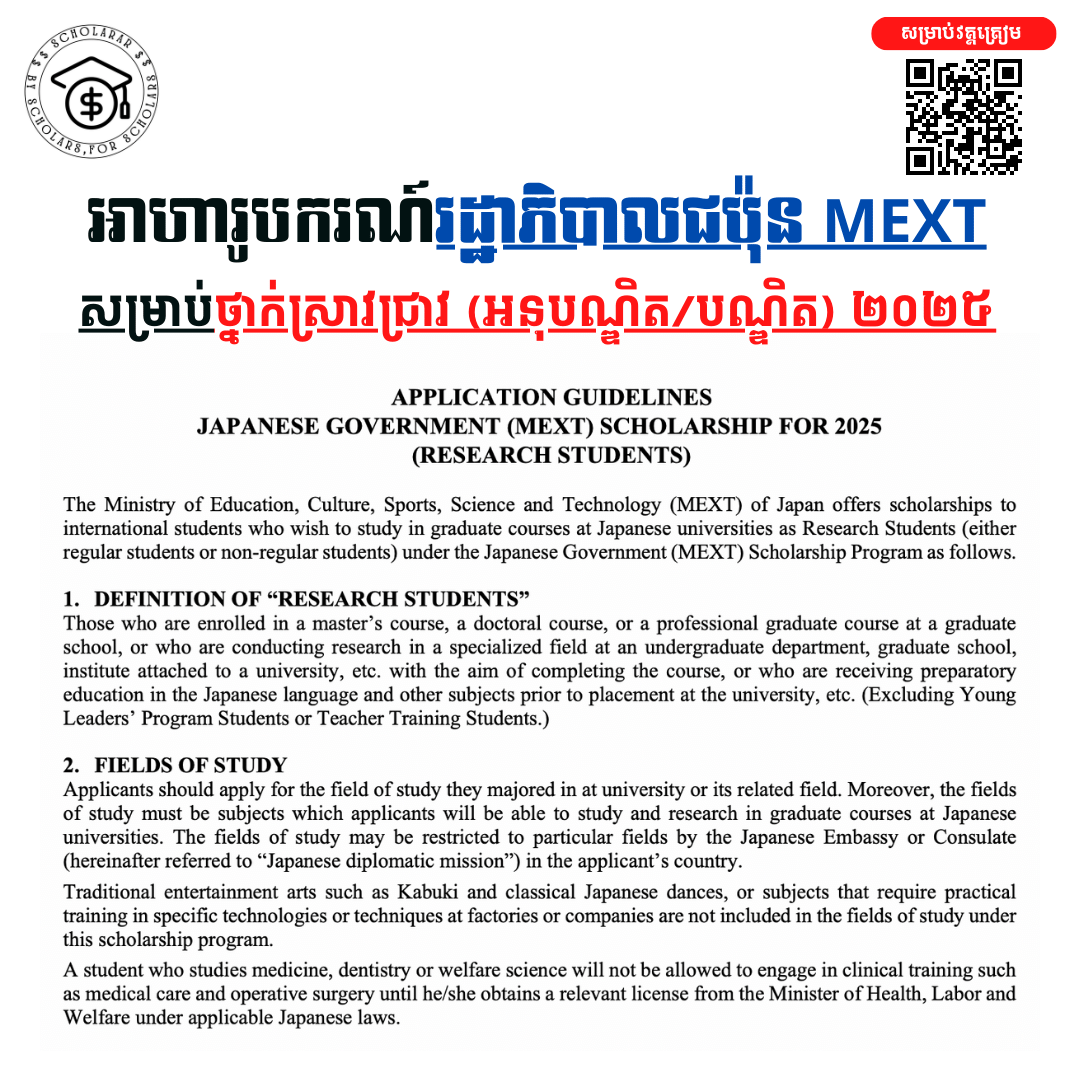 $$ SCHOLARAR $$
BY SCHOLARS,FOR SCHOLARS
$
សម្រាប់វគ្គត្រៀម
អាហារូបករណ៍រដ្ឋាភិបាលជប៉ុន MEXT
សម្រាប់ថ្នាក់ស្រាវជ្រាវ (អនុបណ្ឌិត/បណ្ឌិត) ២០២៥
APPLICATION GUIDELINES
JAPANESE GOVERNMENT (MEXT) SCHOLARSHIP FOR 2025
(RESEARCH STUDENTS)
The Ministry of Education, Culture, Sports, Science and Technology (MEXT) of Japan offers scholarships to
international students who wish to study in graduate courses at Japanese universities as Research Students (either
regular students or non-regular students) under the Japanese Government (MEXT) Scholarship Program as follows.
1. DEFINITION OF “RESEARCH STUDENTS”
Those who are enrolled in a master’s course, a doctoral course, or a professional graduate course at a graduate
school, or who are conducting research in a specialized field at an undergraduate department, graduate school,
institute attached to a university, etc. with the aim of completing the course, or who are receiving preparatory
education in the Japanese language and other subjects prior to placement at the university, etc. (Excluding Young
Leaders’ Program Students or Teacher Training Students.)
2. FIELDS OF STUDY
Applicants should apply for the field of study they majored in at university or its related field. Moreover, the fields
of study must be subjects which applicants will be able to study and research in graduate courses at Japanese
universities. The fields of study may be restricted to particular fields by the Japanese Embassy or Consulate
(hereinafter referred to “Japanese diplomatic mission”) in the applicant’s country.
Traditional entertainment arts such as Kabuki and classical Japanese dances, or subjects that require practical
training in specific technologies or techniques at factories or companies are not included in the fields of study under
this scholarship program.
A student who studies medicine, dentistry or welfare science will not be allowed to engage in clinical training such
as medical care and operative surgery until he/she obtains a relevant license from the Minister of Health, Labor and
Welfare under applicable Japanese laws.